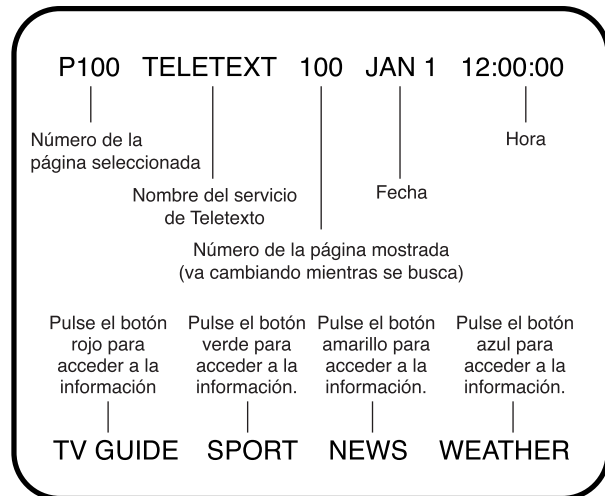 P100 TELETEXT 100 JAN 1 12:00:00
Número de la
página seleccionada
Hora
Nombre del servicio
de Teletexto
Fecha
Número de la página mostrada
(va cambiando mientras se busca)
Pulse el botón
rojo para
acceder a la
información
Pulse el botón
verde para
acceder a la
información.
Pulse el botón
amarillo para
acceder a la
información.
Pulse el botón
azul para
acceder a la
información.
TV GUIDE SPORT NEWS WEATHER